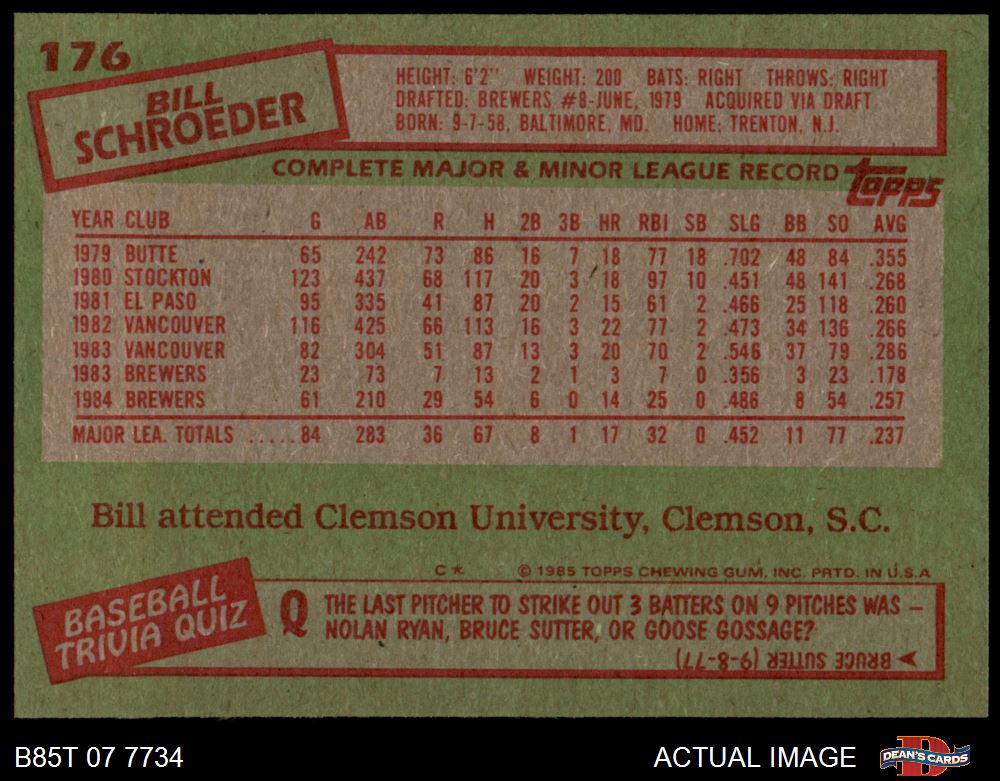 176
BILL
SCHROEDER
HEIGHT: 6'2" WEIGHT: 200 BATS: RIGHT THROWS: RIGHT
DRAFTED: BREWERS #8-JUNE, 1979 ACQUIRED VIA DRAFT
BORN: 9-7-58, BALTIMORE, MD. HOME: TRENTON, N.J.
COMPLETE MAJOR & MINOR LEAGUE RECORD topps
YEAR CLUB G AB R H 2B 3B HR RBI SB SLG BB SO AVG
1979 BUTTE 65 242 73 86 16 7 18 77 18 .702 48 84 .355
1980 STOCKTON 123 437 68 117 20 3 18 97 10 .451 48 141 .268
1981 EL PASO 95 335 41 87 20 2 15 61 2 .466 25 118 .260
1982 VANCOUVER 116 425 66 113 16 3 22 77 2 .473 34 136 .266
1983 VANCOUVER 82 304 51 87 13 3 20 70 2 .546 37 79 .286
1983 BREWERS 23 73 7 13 2 1 3 7 0 .356 3 23 .178
1984 BREWERS 61 210 29 54 6 0 14 25 0 .486 8 54 .257
MAJOR LEA. TOTALS ..... 84 283 36 67 8 1 17 32 0 .452 11 77 .237
Bill attended Clemson University, Clemson, S.C.
C* © 1985 TOPPS CHEWING GUM, INC. PRTD. IN U.S.A
BASEBALL
TRIVIA QUIZ
Q THE LAST PITCHER TO STRIKE OUT 3 BATTERS ON 9 PITCHES WAS –
NOLAN RYAN, BRUCE SUTTER, OR GOOSE GOSSAGE?
BRUCE SUTTER (9-8-77)
B85T 07 7734 ACTUAL IMAGE DEAN'S CARDS